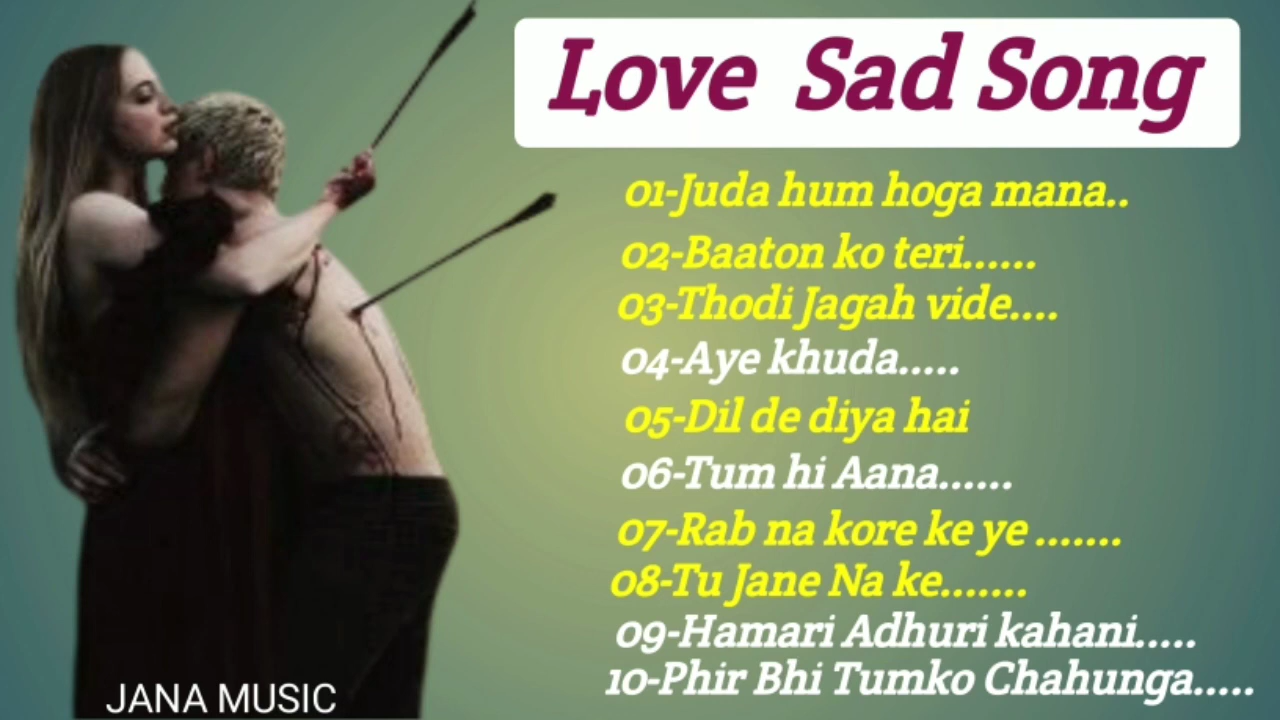 Love Sad Song
01-Juda hum hoga mana..
02-Baaton ko teri......
03-Thodi Jagah vide....
04-Aye khuda.....
05-Dil de diya hai
06-Tum hi Aana......
07-Rab na kore ke ye .......
08-Tu Jane Na ke.......
09-Hamari Adhuri kahani.....
10-Phir Bhi Tumko Chahunga.....
JANA MUSIC